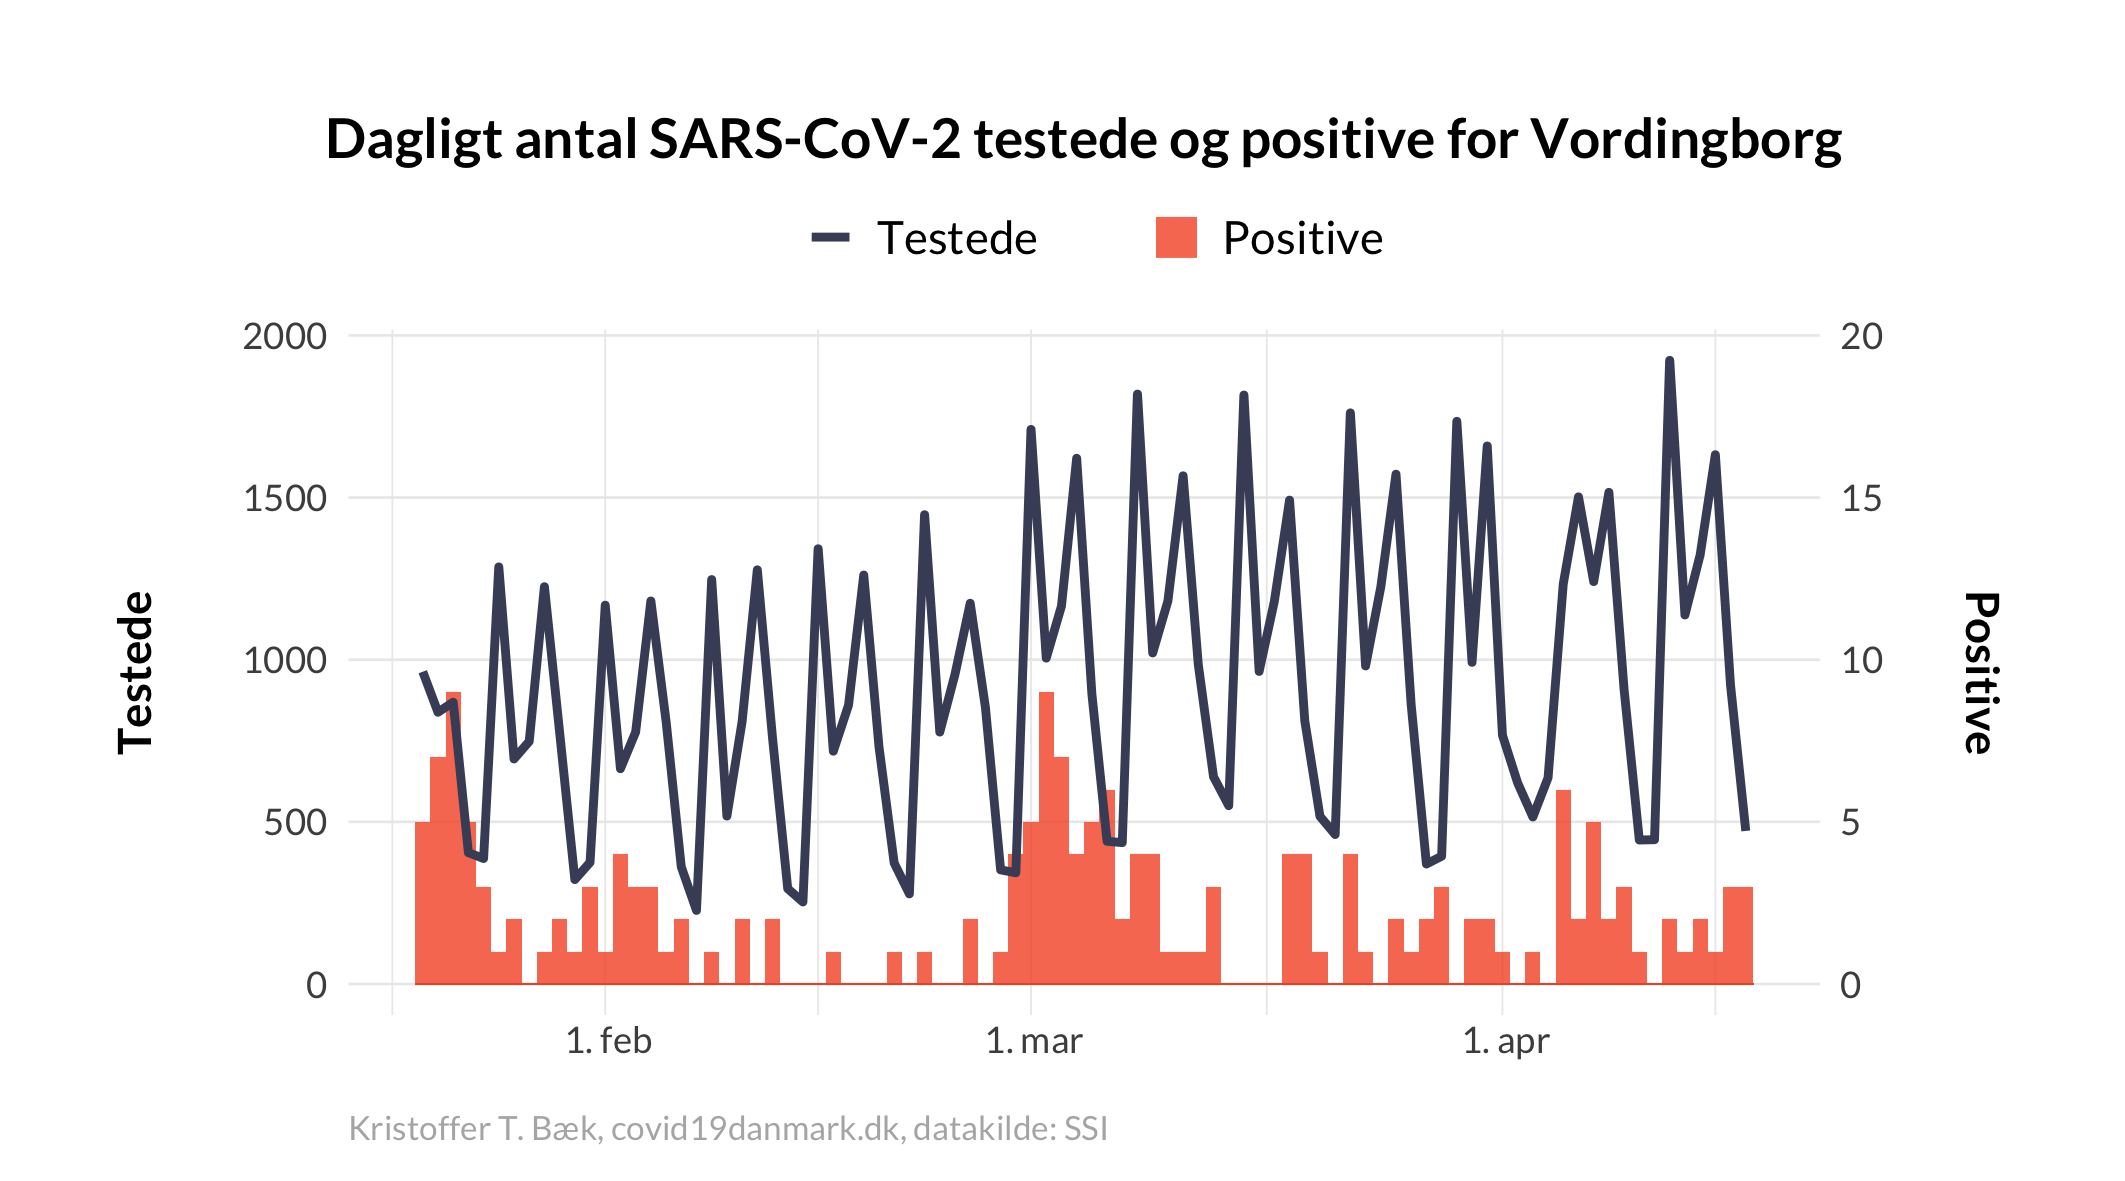 Dagligt antal SARS-CoV-2 testede og positive for Vordingborg
Testede Positive
2000 20
1500 15
1000 10
500 5
0 0
Testede
Positive
1. feb 1. mar 1. apr
Kristoffer T. Bæk, covid19danmark.dk, datakilde: SSI